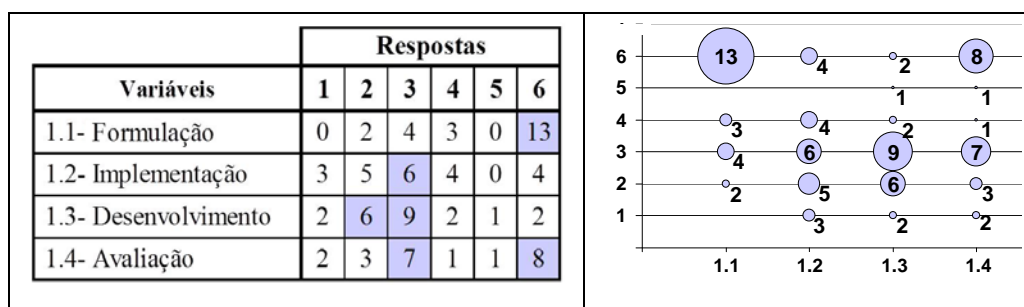 Respostas
Variáveis 1 2 3 4 5 6
1.1- Formulação 0 2 4 3 0 13
1.2- Implementação 3 5 6 4 0 4
1.3- Desenvolvimento 2 6 9 2 1 2
1.4- Avaliação 2 3 7 1 1 8
6 13 4 2 8
5 1 1
4 3 4 2 1
3 4 6 9 7
2 2 5 6 3
1 3 2 2
1.1 1.2 1.3 1.4